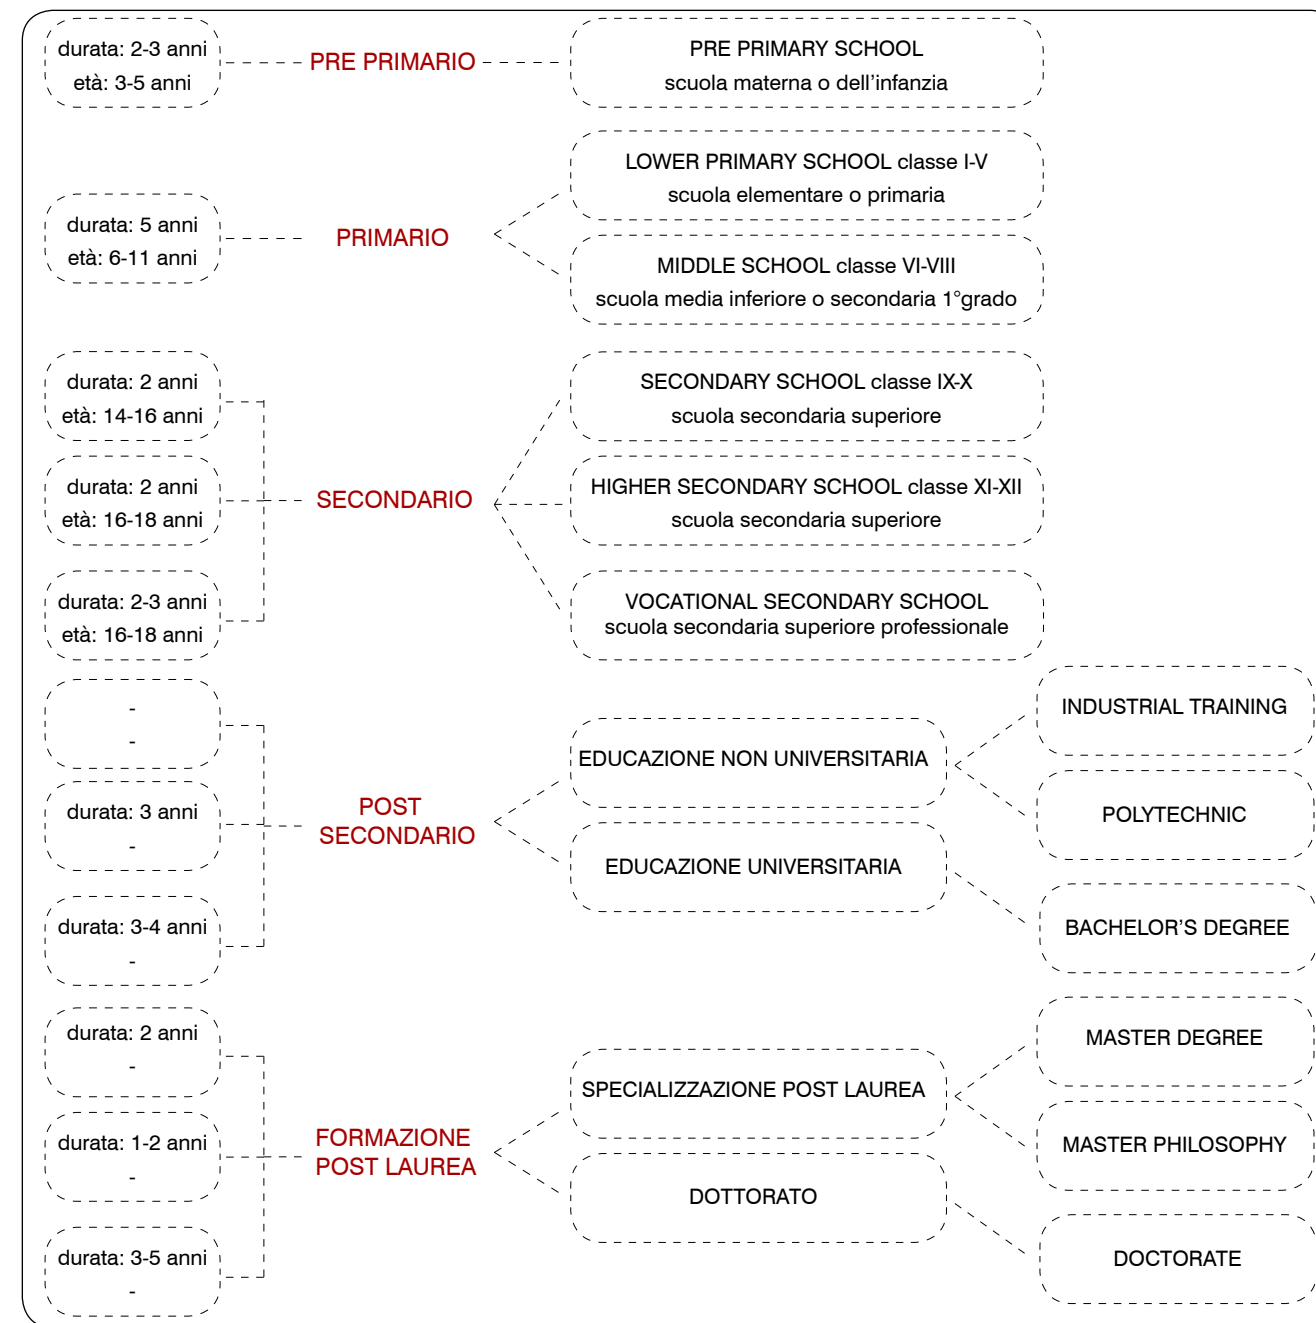 durata: 2-3 anni
età: 3-5 anni
PRE PRIMARIO
PRE PRIMARY SCHOOL
scuola materna o dell'infanzia
durata: 5 anni
età: 6-11 anni
PRIMARIO
LOWER PRIMARY SCHOOL classe I-V
scuola elementare o primaria
MIDDLE SCHOOL classe VI-VIII
scuola media inferiore o secondaria 1°grado
durata: 2 anni
età: 14-16 anni
durata: 2 anni
età: 16-18 anni
durata: 2-3 anni
età: 16-18 anni
SECONDARIO
SECONDARY SCHOOL classe IX-X
scuola secondaria superiore
HIGHER SECONDARY SCHOOL classe XI-XII
scuola secondaria superiore
VOCATIONAL SECONDARY SCHOOL
scuola secondaria superiore professionale
-
-
durata: 3 anni
-
durata: 3-4 anni
-
POST
SECONDARIO
EDUCAZIONE NON UNIVERSITARIA
EDUCAZIONE UNIVERSITARIA
INDUSTRIAL TRAINING
POLYTECHNIC
BACHELOR'S DEGREE
durata: 2 anni
-
durata: 1-2 anni
-
durata: 3-5 anni
-
FORMAZIONE
POST LAUREA
SPECIALIZZAZIONE POST LAUREA
DOTTORATO
MASTER DEGREE
MASTER PHILOSOPHY
DOCTORATE